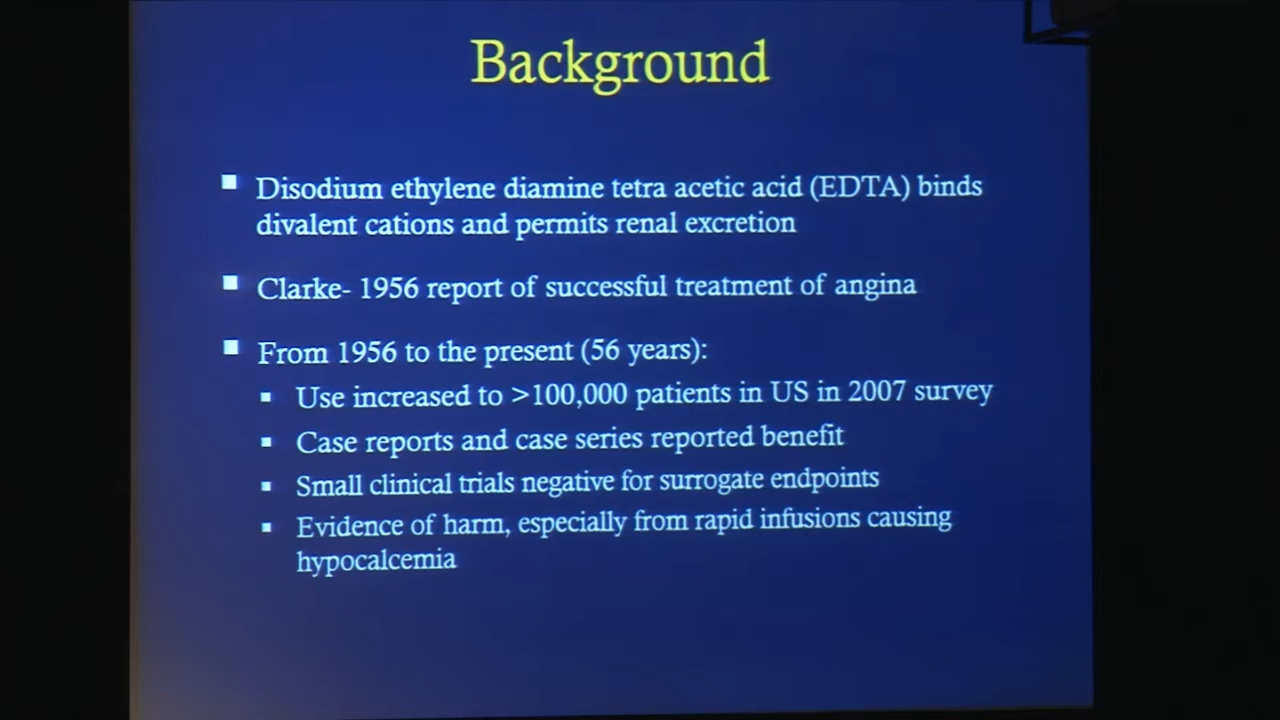 Background
Disodium ethylene diamine tetra acetic acid (EDTA) binds
divalent cations and permits renal excretion
Clarke- 1956 report of successful treatment of angina
From 1956 to the present (56 years):
Use increased to >100,000 patients in US in 2007 survey
Case reports and case series reported benefit
Small clinical trials negative for surrogate endpoints
Evidence of harm, especially from rapid infusions causing
hypocalcemia